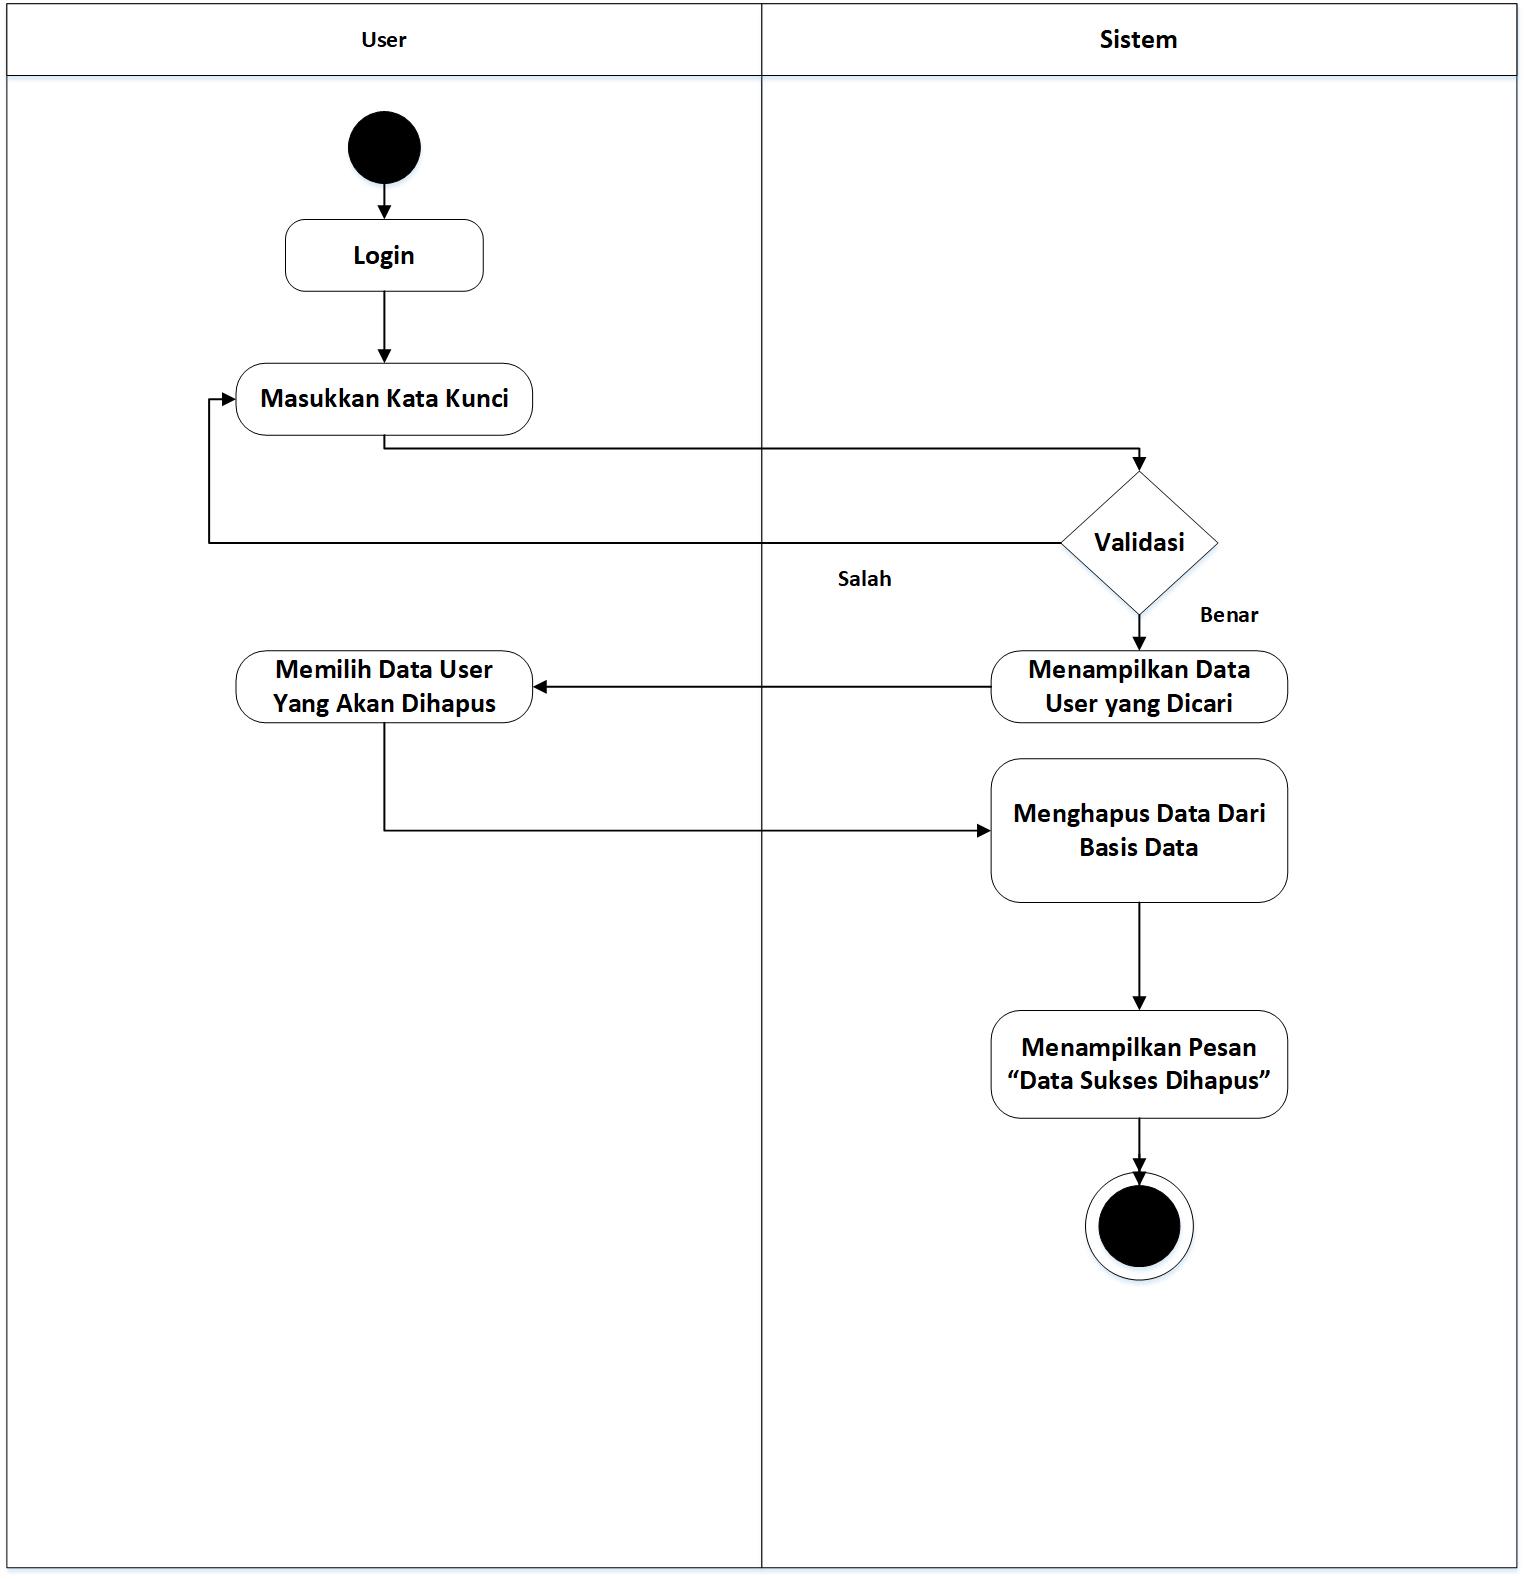 User
Sistem
Login
Masukkan Kata Kunci
Validasi
Salah
Benar
Memilih Data User
Yang Akan Dihapus
Menampilkan Data
User yang Dicari
Menghapus Data Dari
Basis Data
Menampilkan Pesan
“Data Sukses Dihapus”